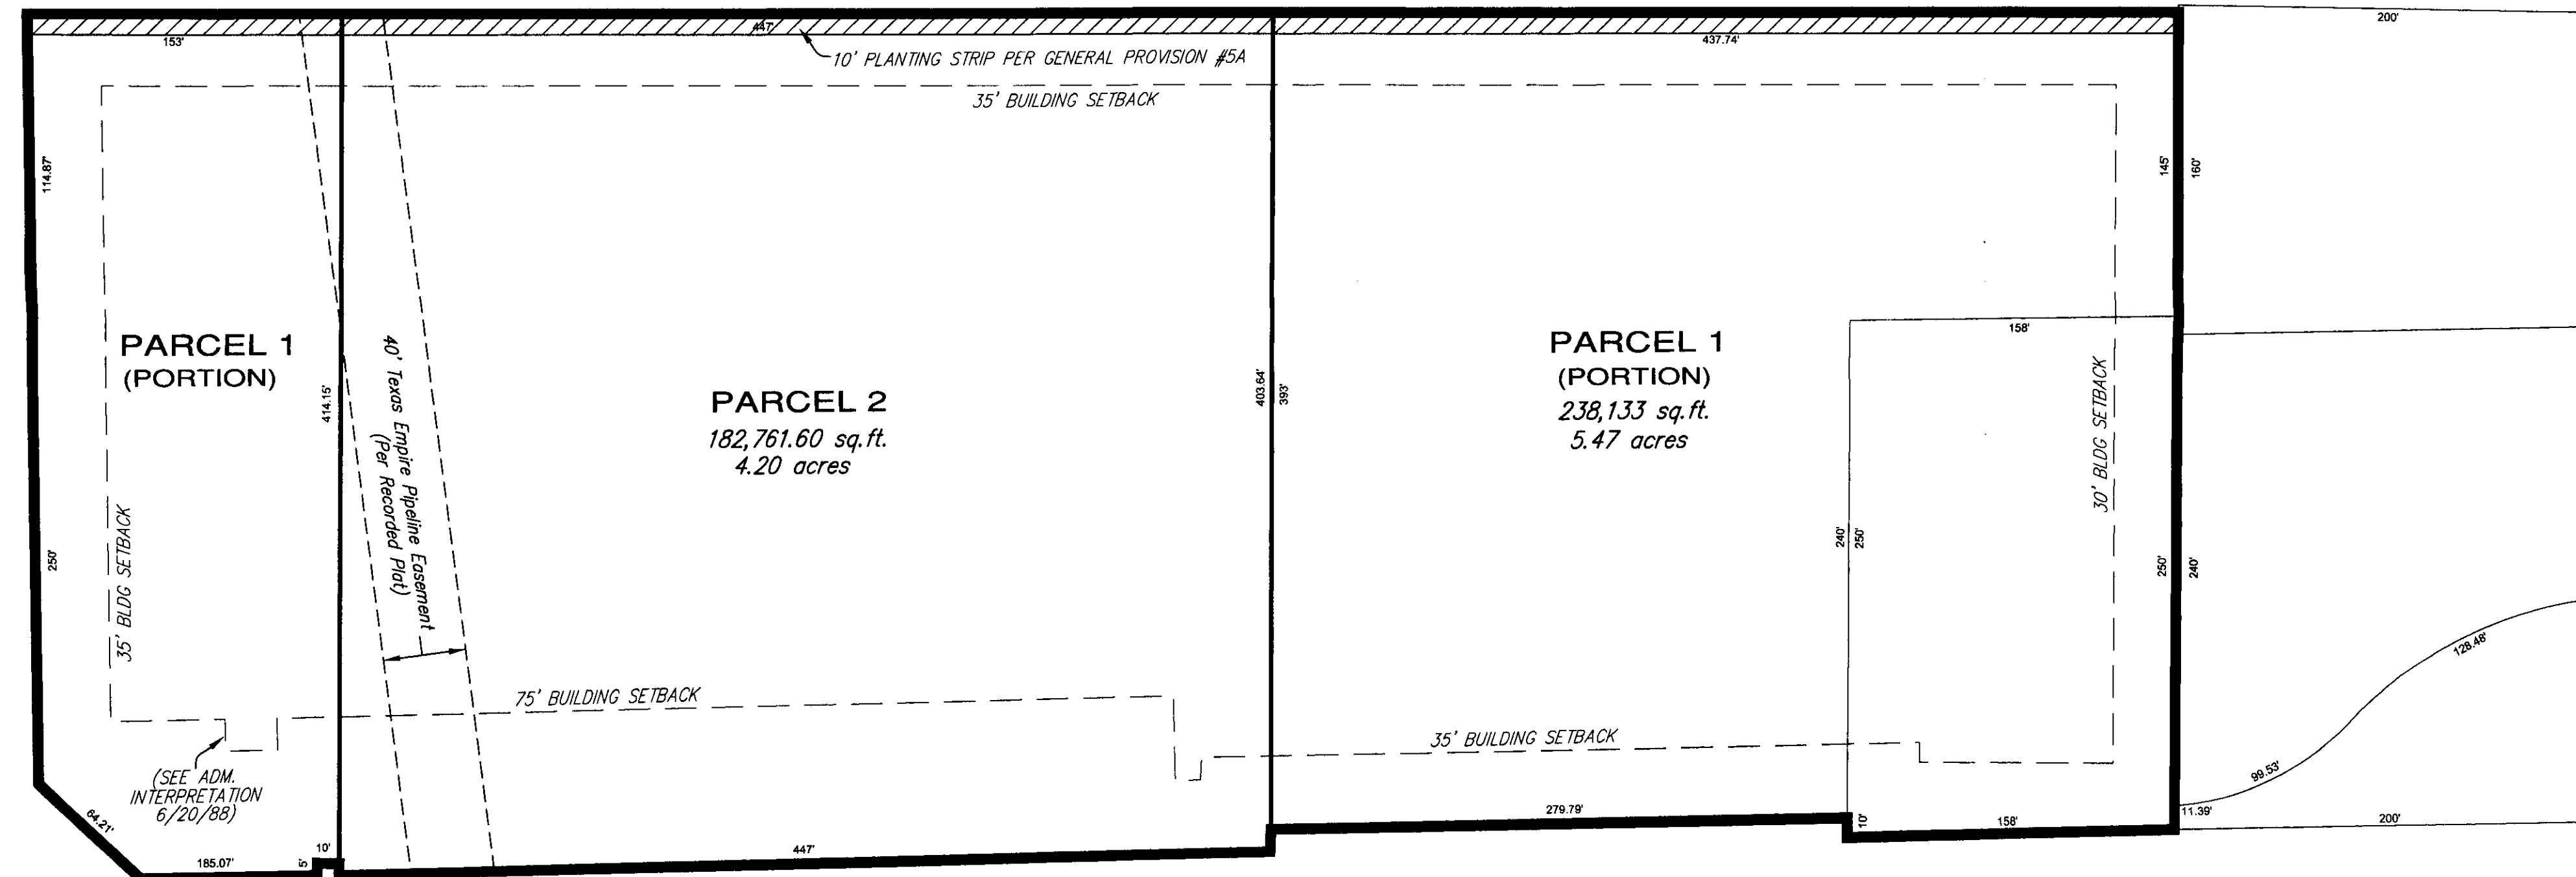 200'
153'
447'
437.74'
10' PLANTING STRIP PER GENERAL PROVISION #5A
35' BUILDING SETBACK
114.87'
145'
160'
PARCEL 1
(PORTION)
414.15'
40' Texas Empire Pipeline Easement
(Per Recorded Plat)
PARCEL 2
182,761.60 sq.ft.
4.20 acres
403.64'
393'
PARCEL 1
(PORTION)
238,133 sq.ft.
5.47 acres
158'
30' BLDG SETBACK
240'
250'
250'
240'
250'
35' BLDG SETBACK
128.48'
75' BUILDING SETBACK
35' BUILDING SETBACK
(SEE ADM.
INTERPRETATION
6/20/88)
99.53'
64.21'
185.07'
5'
10'
447'
279.79'
10'
158'
11.39'
200'